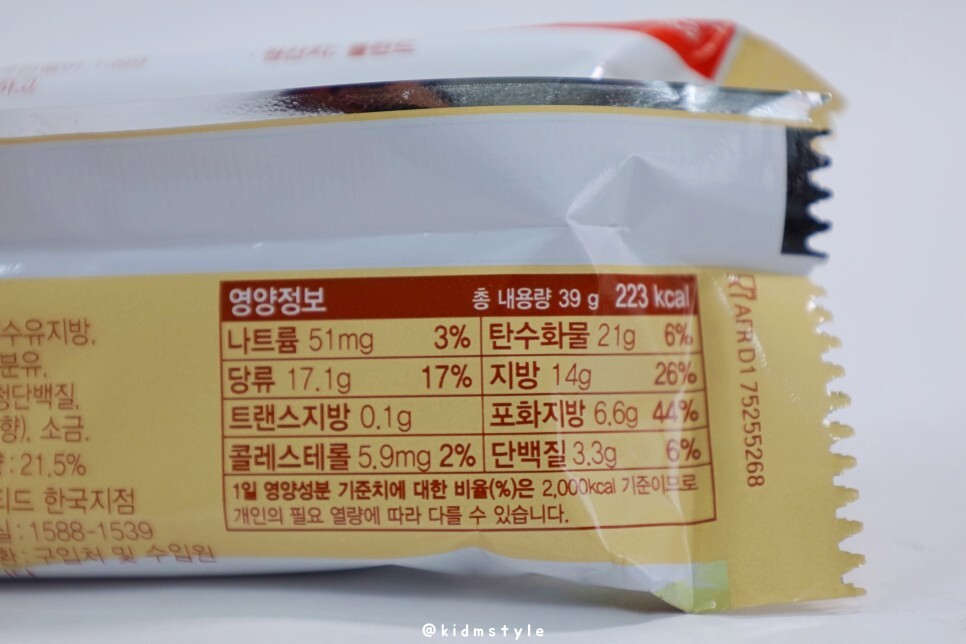 영양정보 총 내용량 39 g 223 kcal
나트륨 51mg 3% 탄수화물 21g 6%
당류 17.1g 17% 지방 14g 26%
트랜스지방 0.1g 포화지방 6.6g 44%
콜레스테롤 5.9mg 2% 단백질 3.3g 6%
1일 영양성분 기준치에 대한 비율(%)은 2,000kcal 기준이므로
개인의 필요 열량에 따라 다를 수 있습니다.
수유지방,
분유,
청단백질,
향), 소금.
: 21.5%
티드 한국지점
실 : 1588-1539
환 : 구입처 및 수입원
AFR D1 75255268
@kidmstyle